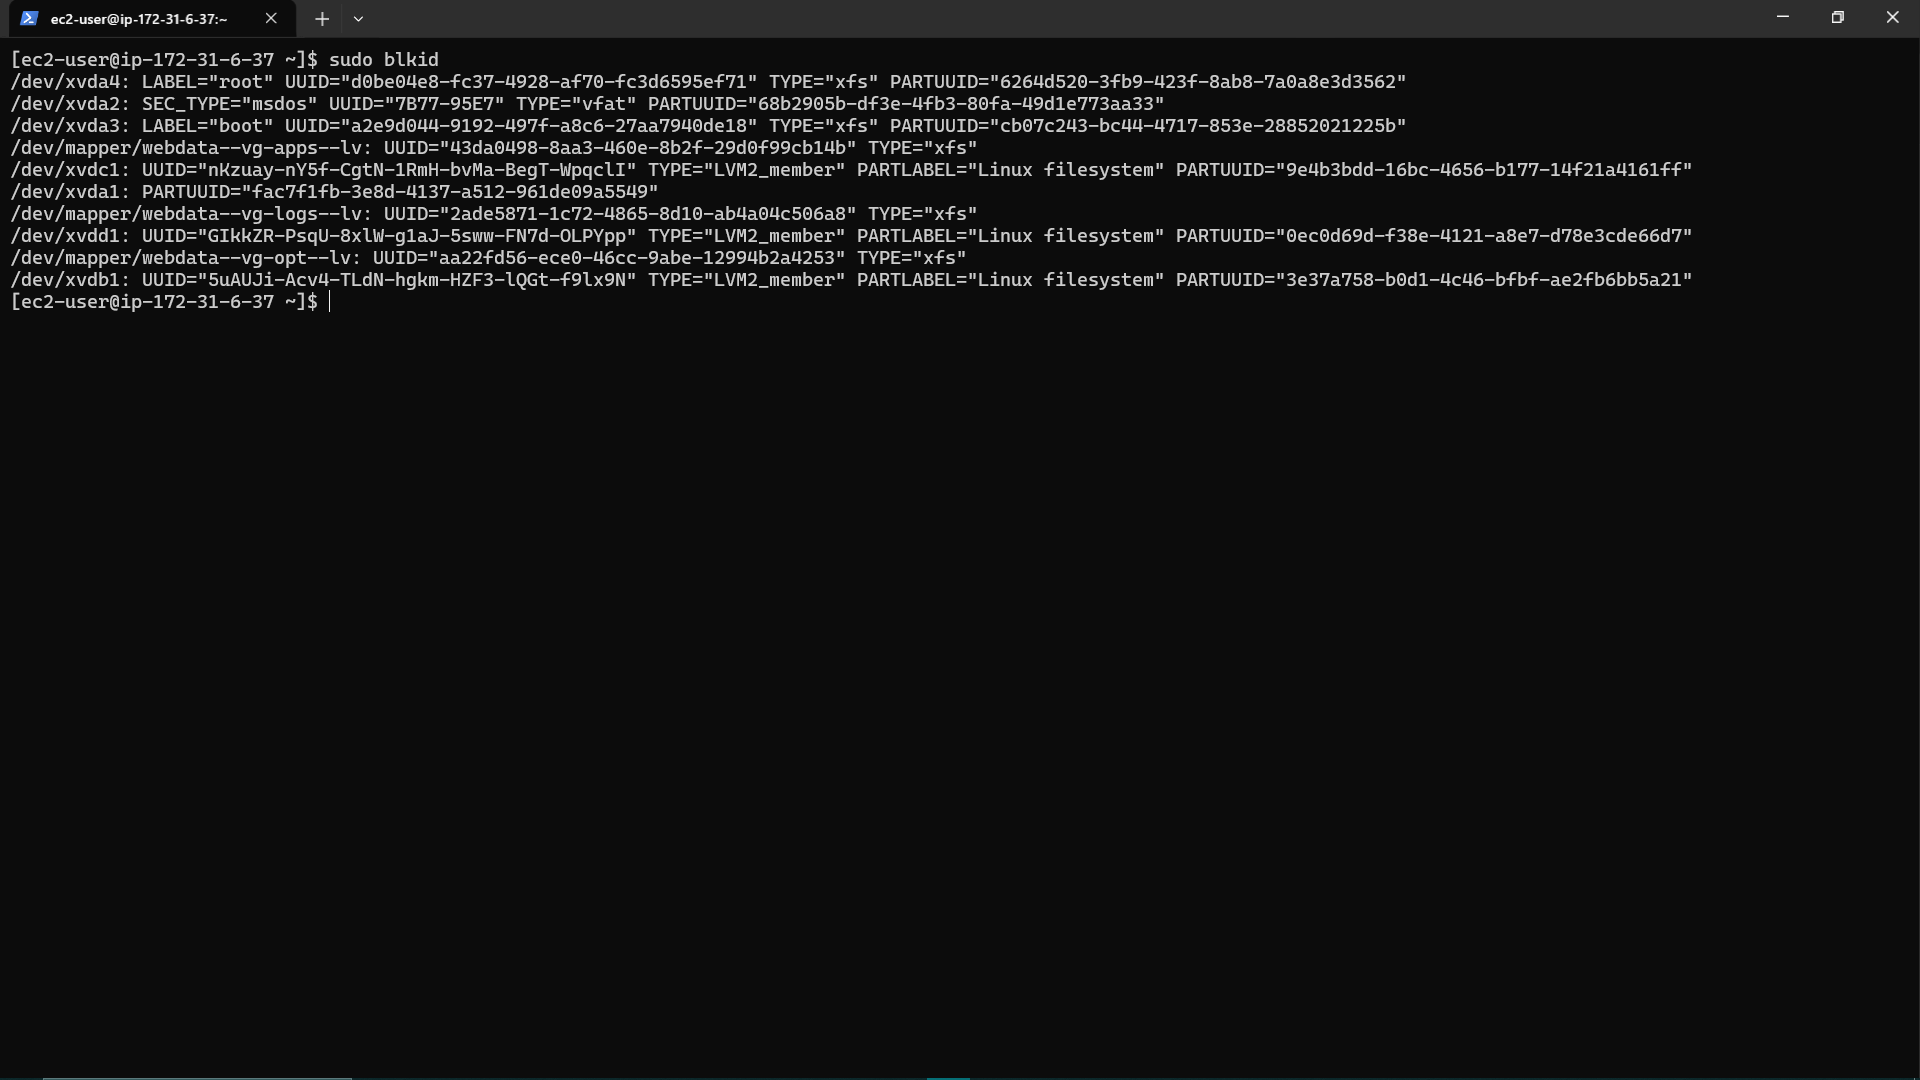 ec2-user@ip-172-31-6-37:~
[ec2-user@ip-172-31-6-37 ~]$ sudo blkid
/dev/xvda4: LABEL="root" UUID="d0be04e8-fc37-4928-af70-fc3d6595ef71" TYPE="xfs" PARTUUID="6264d520-3fb9-423f-8ab8-7a0a8e3d3562"
/dev/xvda2: SEC_TYPE="msdos" UUID="7B77-95E7" TYPE="vfat" PARTUUID="68b2905b-df3e-4fb3-80fa-49d1e773aa33"
/dev/xvda3: LABEL="boot" UUID="a2e9d044-9192-497f-a8c6-27aa7940de18" TYPE="xfs" PARTUUID="cb07c243-bc44-4717-853e-28852021225b"
/dev/mapper/webdata--vg-apps--lv: UUID="43da0498-8aa3-460e-8b2f-29d0f99cb14b" TYPE="xfs"
/dev/xvdc1: UUID="nKzuay-nY5f-CgtN-1RmH-bvMa-BegT-WpqclI" TYPE="LVM2_member" PARTLABEL="Linux filesystem" PARTUUID="9e4b3bdd-16bc-4656-b177-14f21a4161ff"
/dev/xvda1: PARTUUID="fac7f1fb-3e8d-4137-a512-961de09a5549"
/dev/mapper/webdata--vg-logs--lv: UUID="2ade5871-1c72-4865-8d10-ab4a04c506a8" TYPE="xfs"
/dev/xvdd1: UUID="GIkkZR-PsqU-8xlW-g1aJ-5sww-FN7d-OLPYpp" TYPE="LVM2_member" PARTLABEL="Linux filesystem" PARTUUID="0ec0d69d-f38e-4121-a8e7-d78e3cde66d7"
/dev/mapper/webdata--vg-opt--lv: UUID="aa22fd56-ece0-46cc-9abe-12994b2a4253" TYPE="xfs"
/dev/xvdb1: UUID="5uAUJi-Acv4-TLdN-hgkm-HZF3-lQGt-f9lx9N" TYPE="LVM2_member" PARTLABEL="Linux filesystem" PARTUUID="3e37a758-b0d1-4c46-bfbf-ae2fb6bb5a21"
[ec2-user@ip-172-31-6-37 ~]$